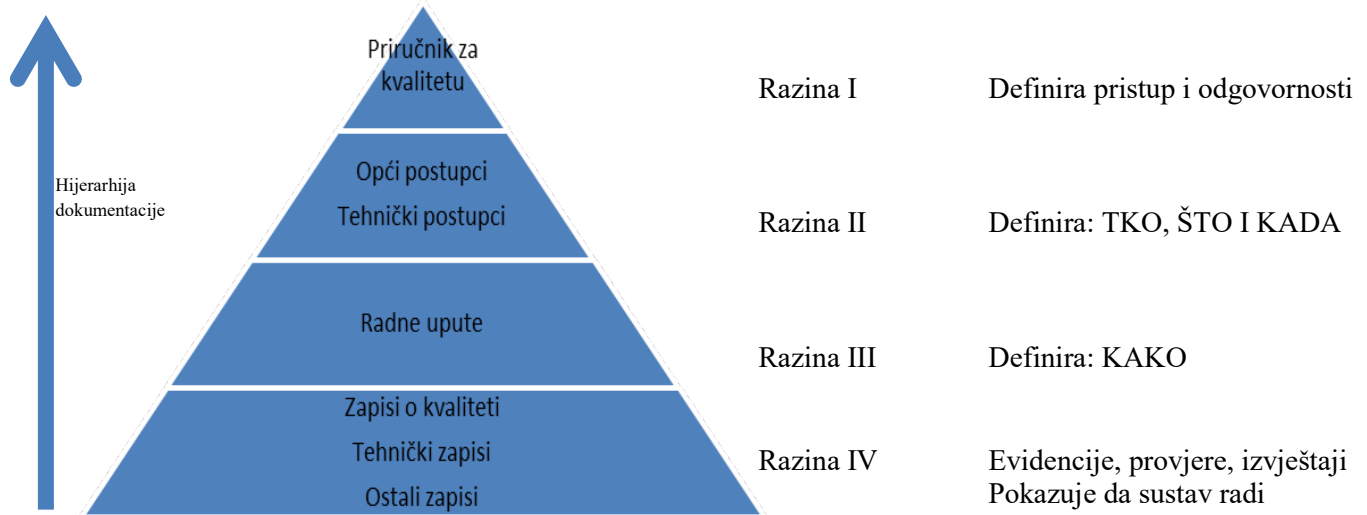 Priručnik za
kvalitetu
Razina I
Definira pristup i odgovornosti
Hijerarhija
dokumentacije
Opći postupci
Tehnički postupci
Razina II
Definira: TKO, ŠTO I KADA
Radne upute
Razina III
Definira: KAKO
Zapisi o kvaliteti
Tehnički zapisi
Ostali zapisi
Razina IV
Evidencije, provjere, izvještaji
Pokazuje da sustav radi